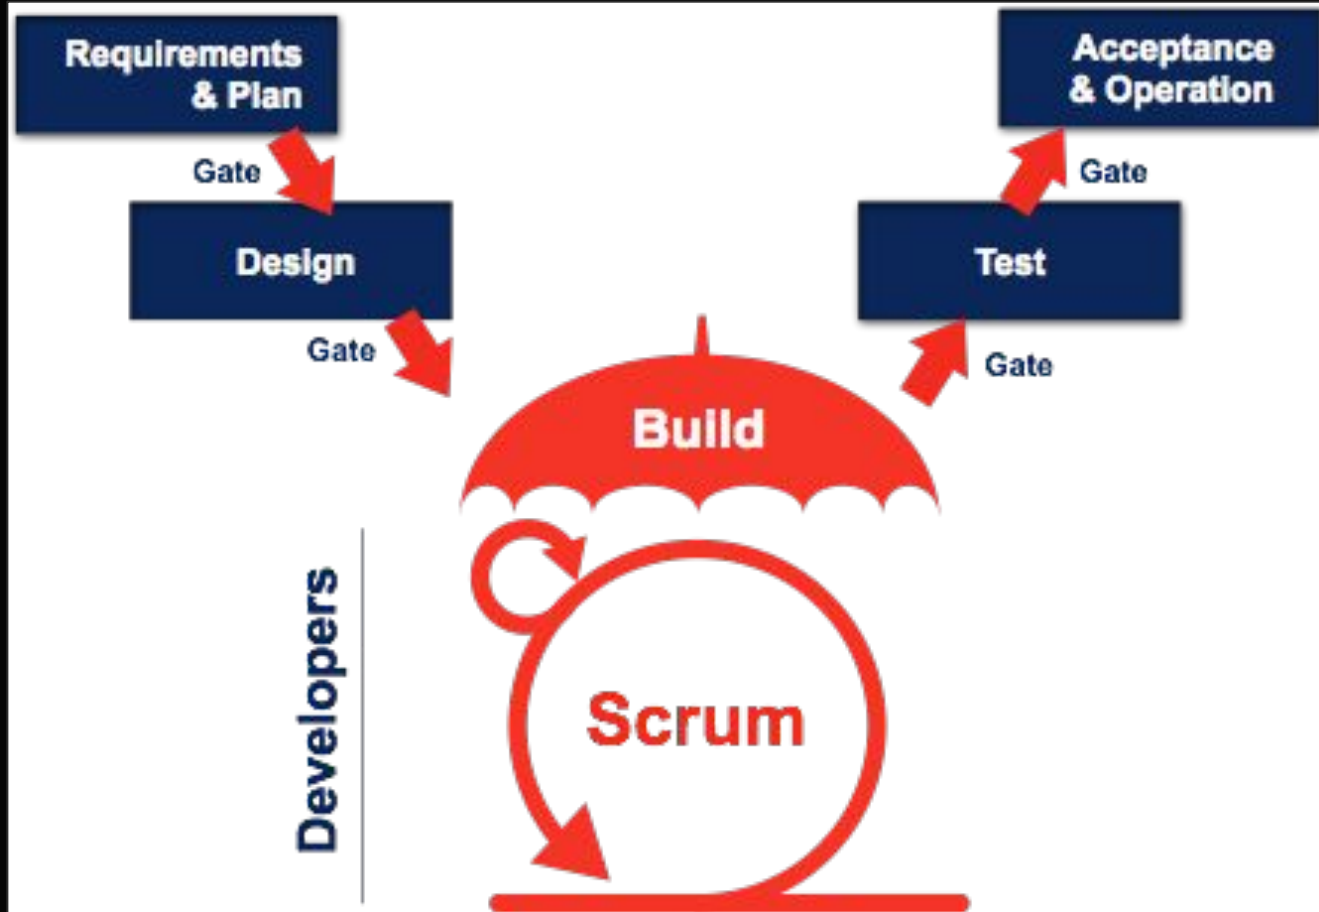 Requirements
& Plan
Gate
Design
Gate
Build
Scrum
Developers
Gate
Test
Gate
Acceptance
& Operation